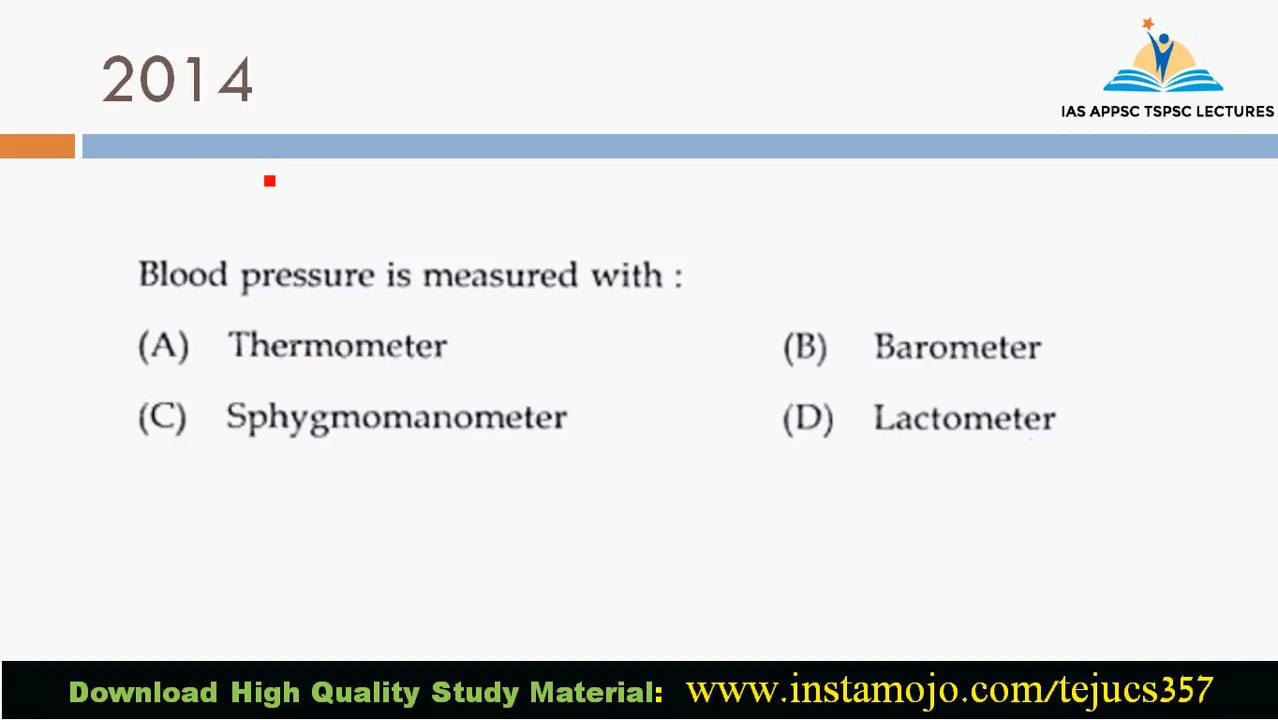 2014
IAS APPSC TSPSC LECTURES
Blood pressure is measured with :
(A) Thermometer (B) Barometer
(C) Sphygmomanometer (D) Lactometer
Download High Quality Study Material: www.instamojo.com/tejucs357